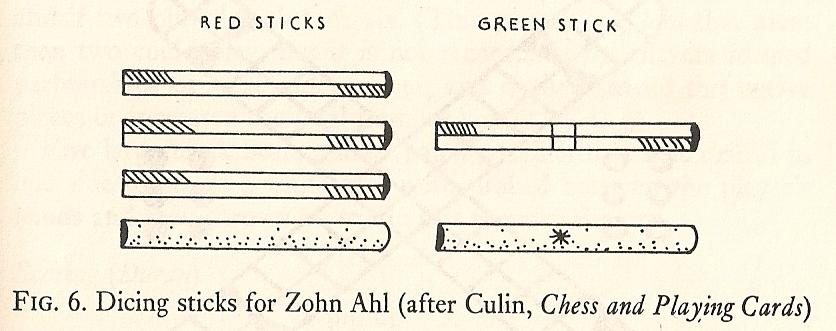 RED STICKS
GREEN STICK
FIG. 6. Dicing sticks for Zohn Ahl (after Culin, Chess and Playing Cards)